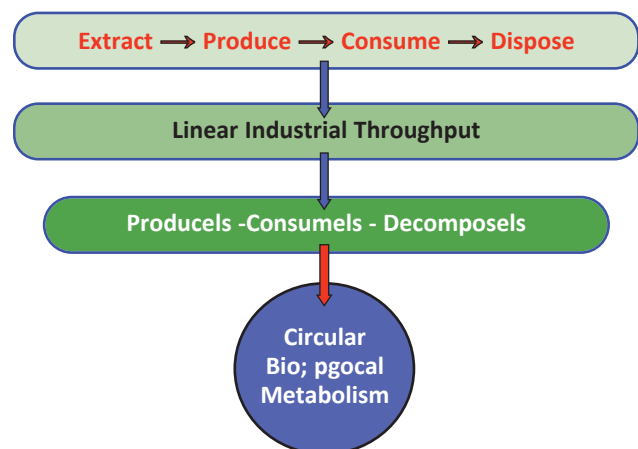 Extract Produce Consume Dispose
Linear Industrial Throughput
Producels -Consumels - Decomposels
Circular
Bio; pgocal
Metabolism